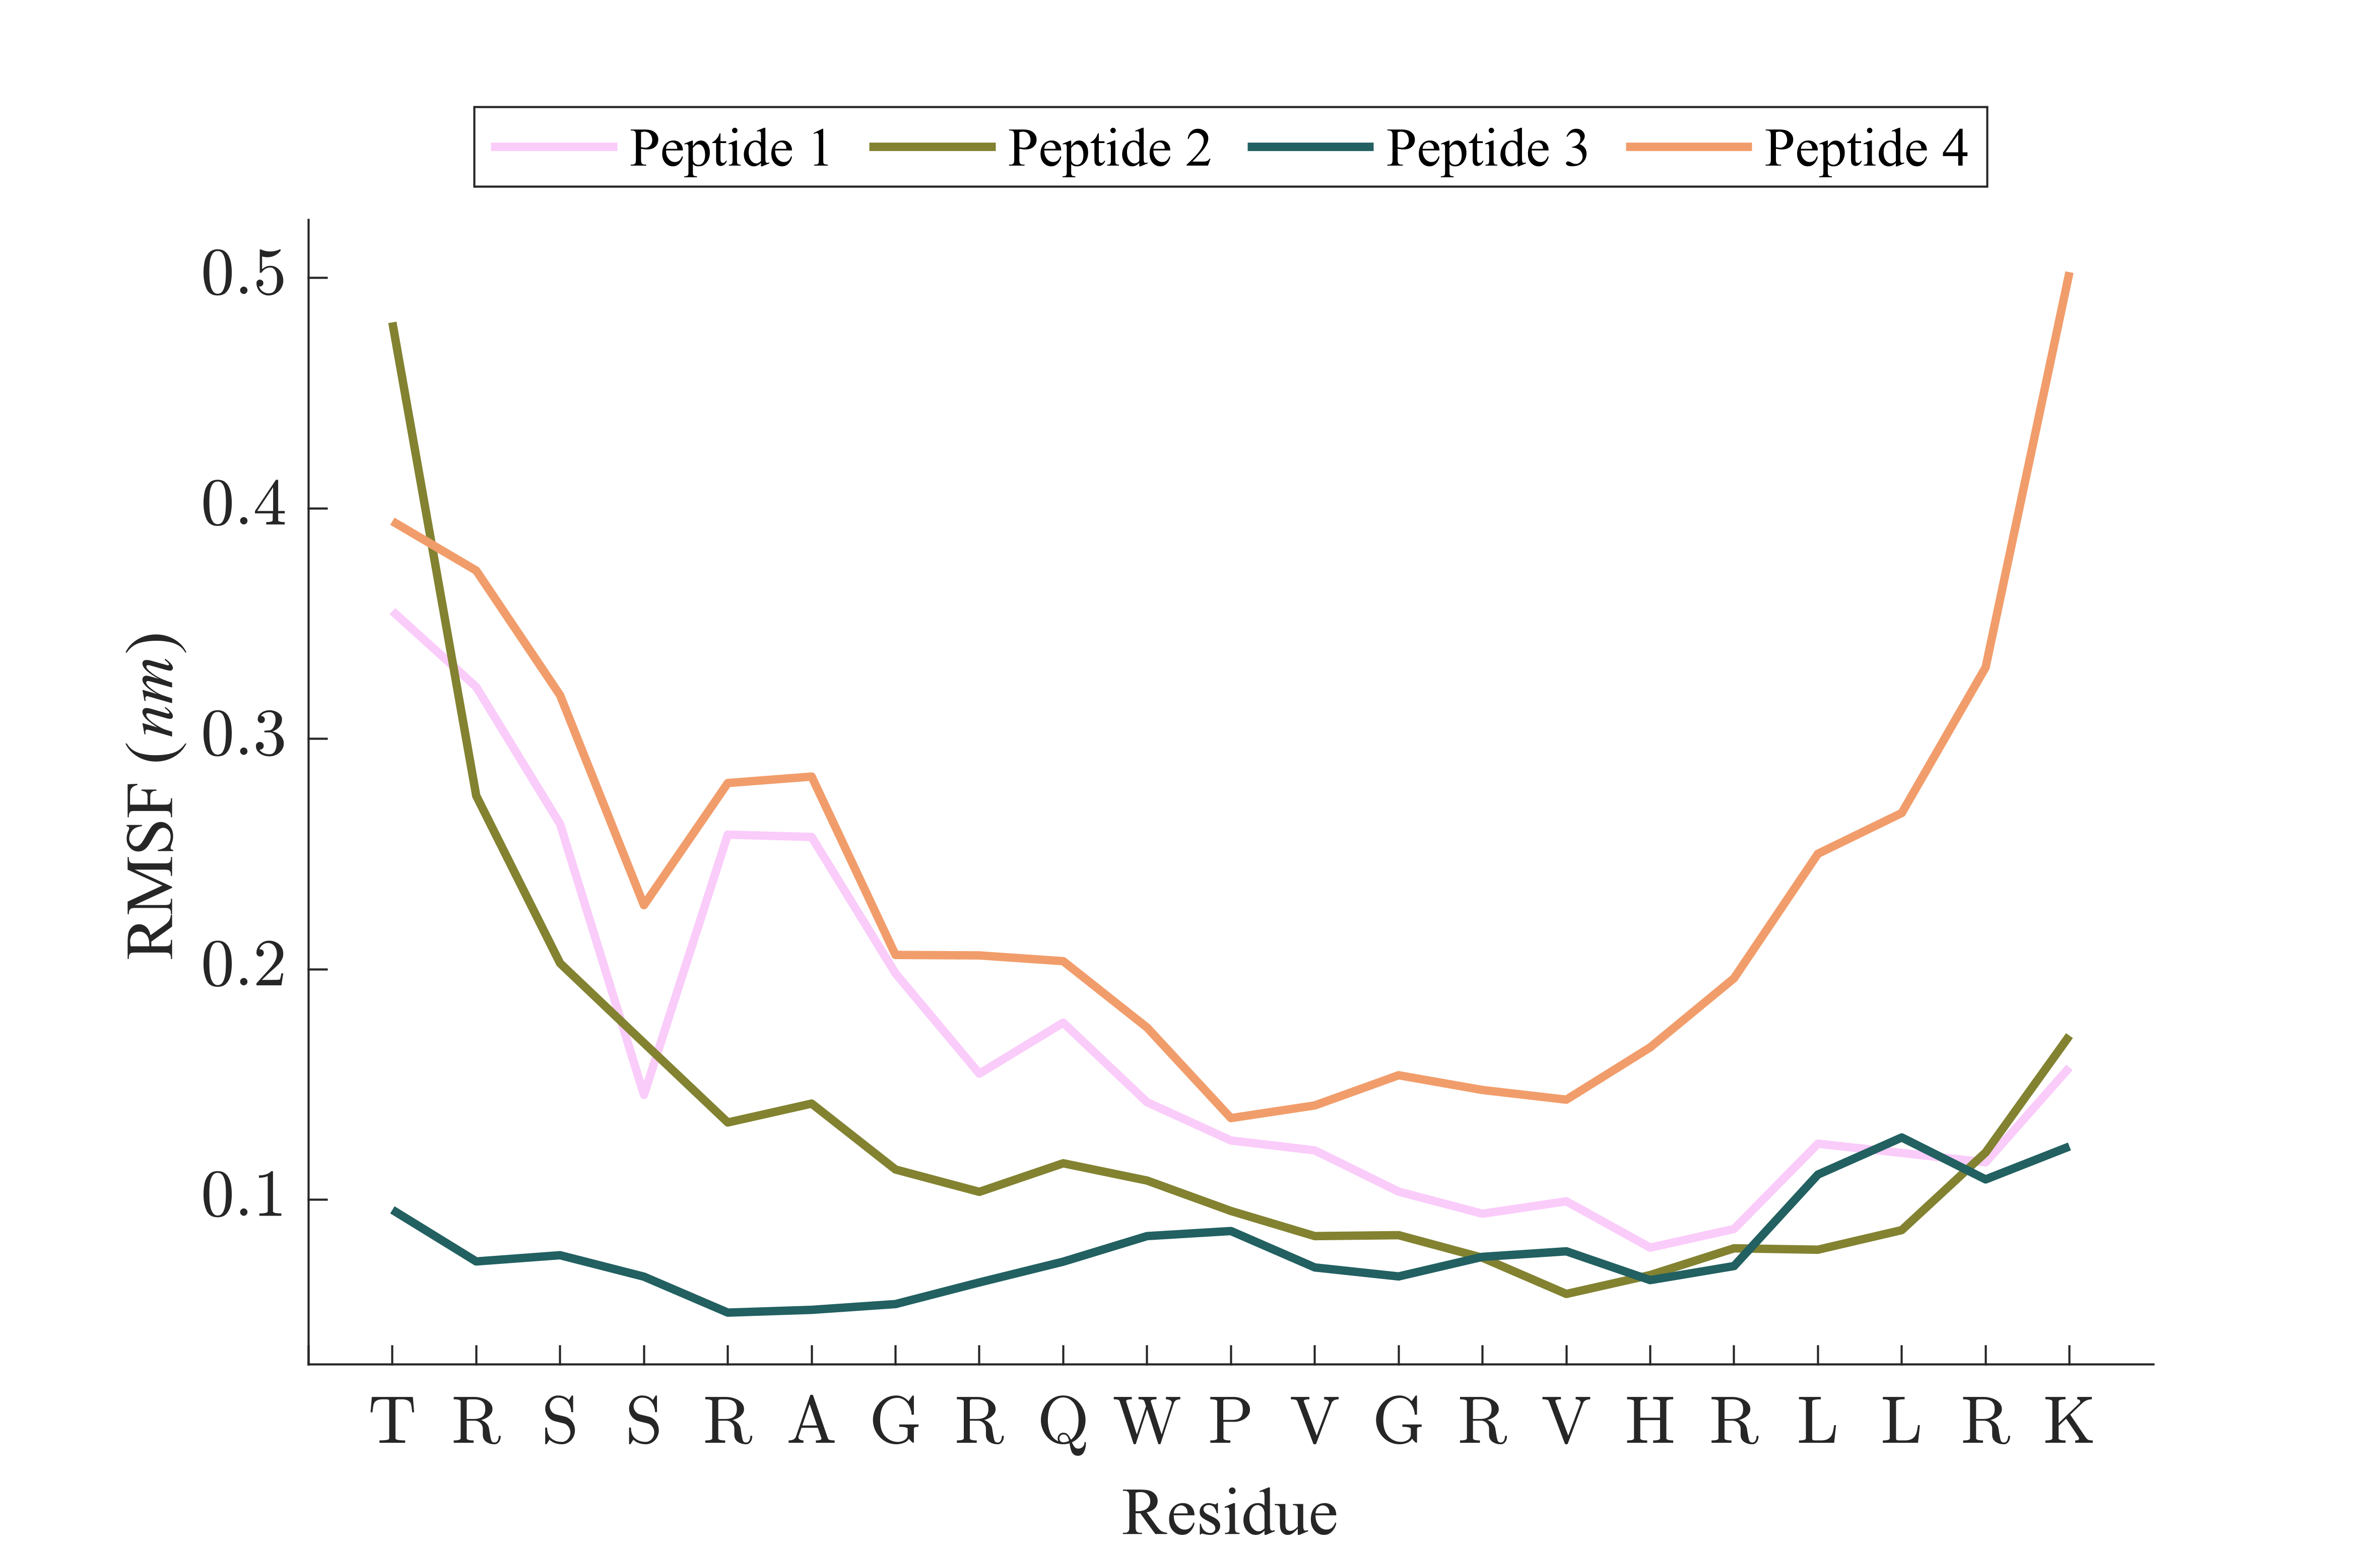 Peptide 1 Peptide 2 Peptide 3 Peptide 4
0.5
0.4
0.3
0.2
0.1
RMSF (nm)
T R S S R A G R Q W P V G R V H R L L R K
Residue